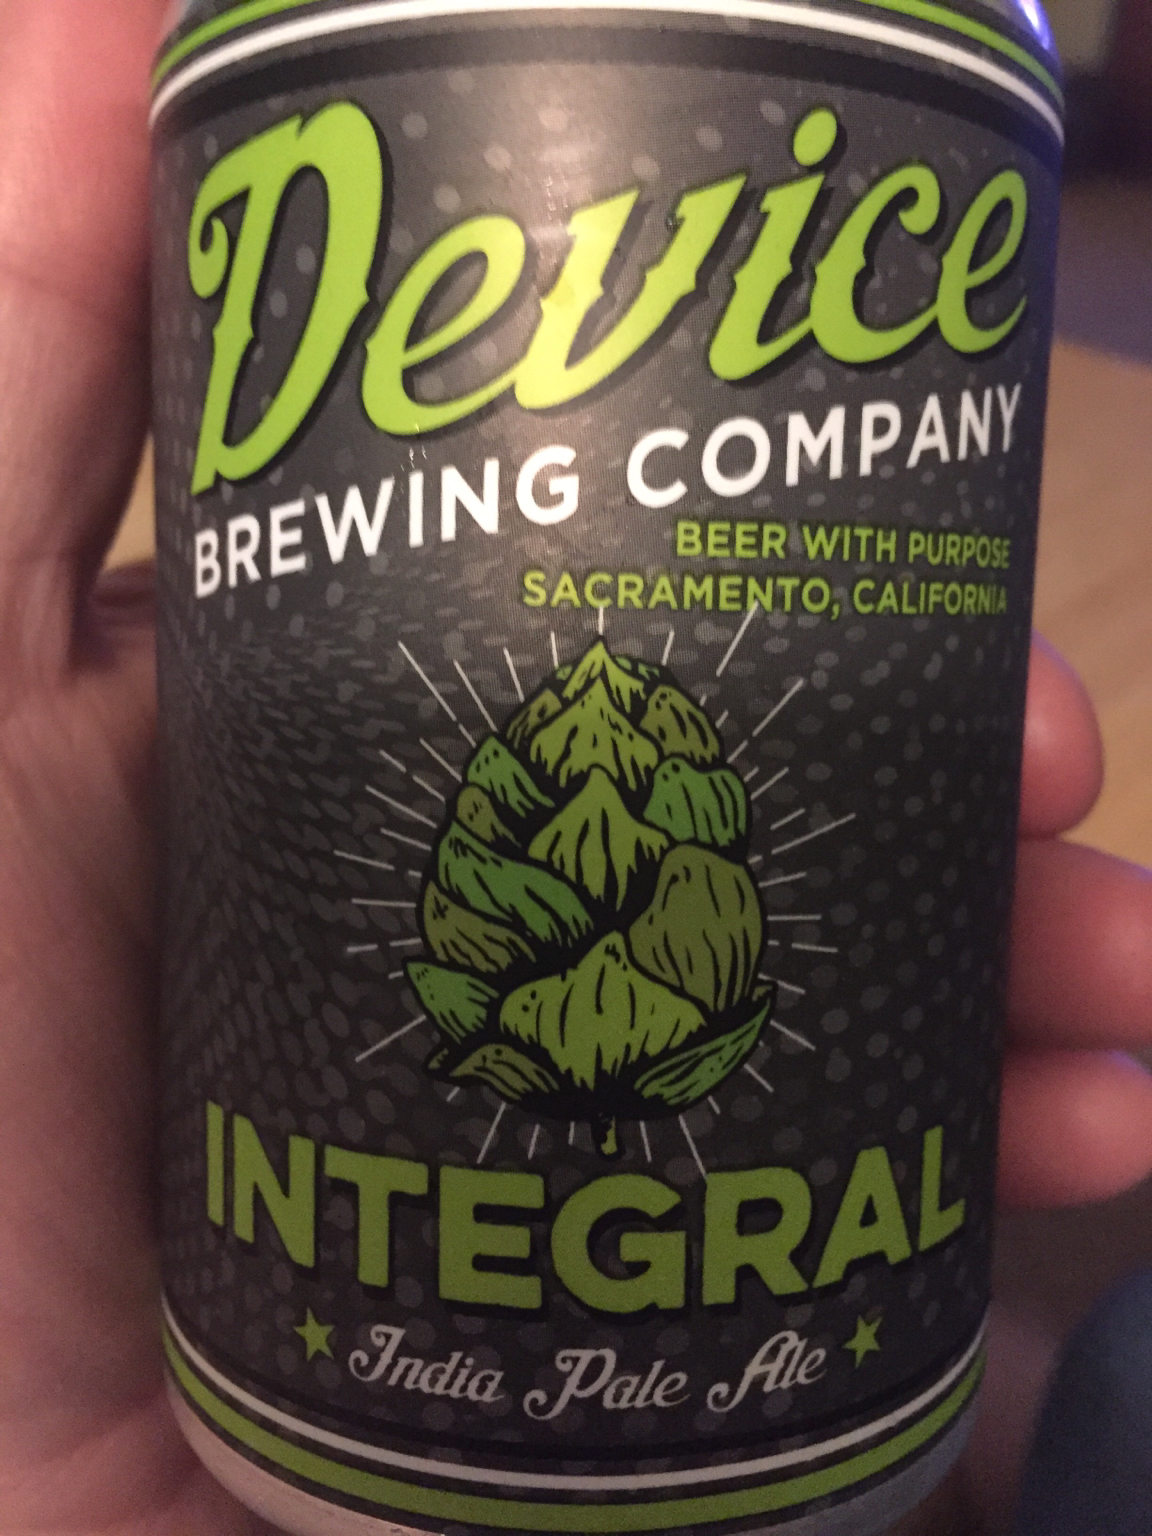 Device
BREWING COMPANY
BEER WITH PURPOSE
SACRAMENTO, CALIFORNIA
INTEGRAL
India Pale Ale